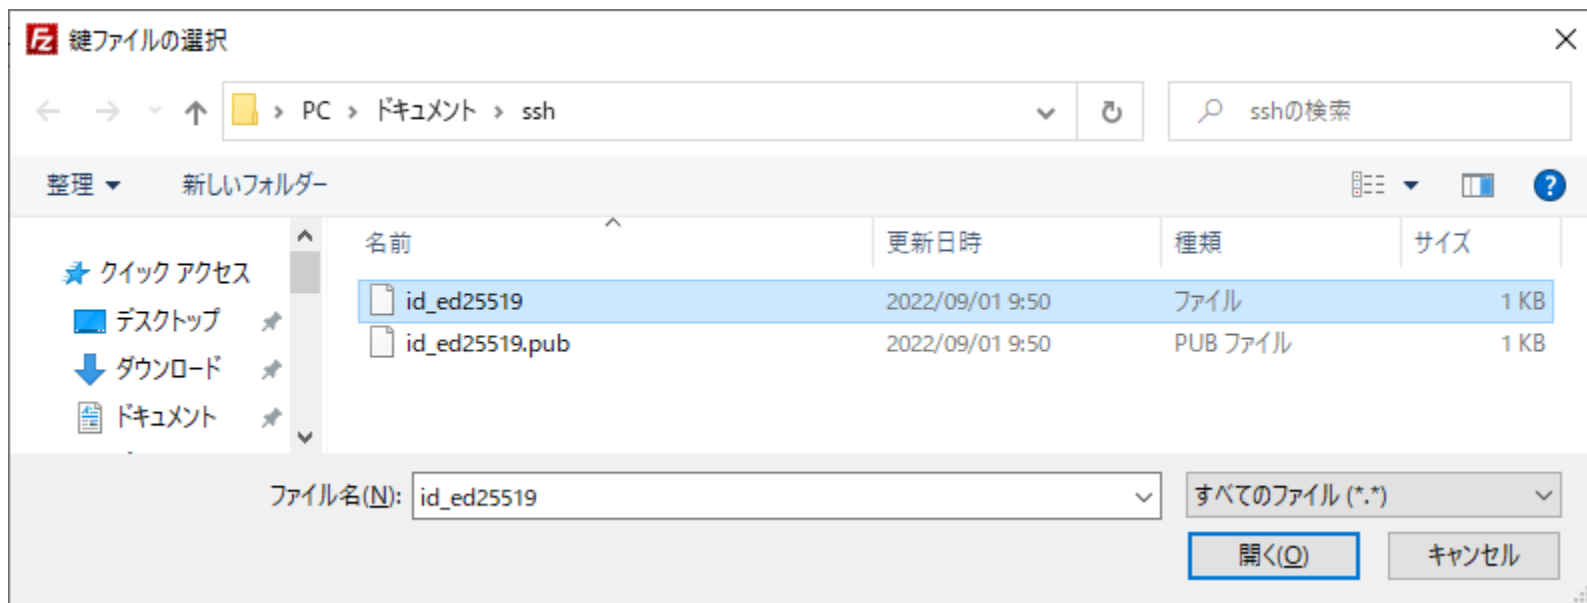 鍵ファイルの選択
PC > ドキュメント > ssh
sshの検索
整理 新しいフォルダー
名前 更新日時 種類 サイズ
クイック アクセス
デスクトップ
ダウンロード
ドキュメント
id_ed25519 2022/09/01 9:50 ファイル 1 KB
id_ed25519.pub 2022/09/01 9:50 PUB ファイル 1 KB
ファイル名(N): id_ed25519 すべてのファイル (*.*)
開く(O) キャンセル